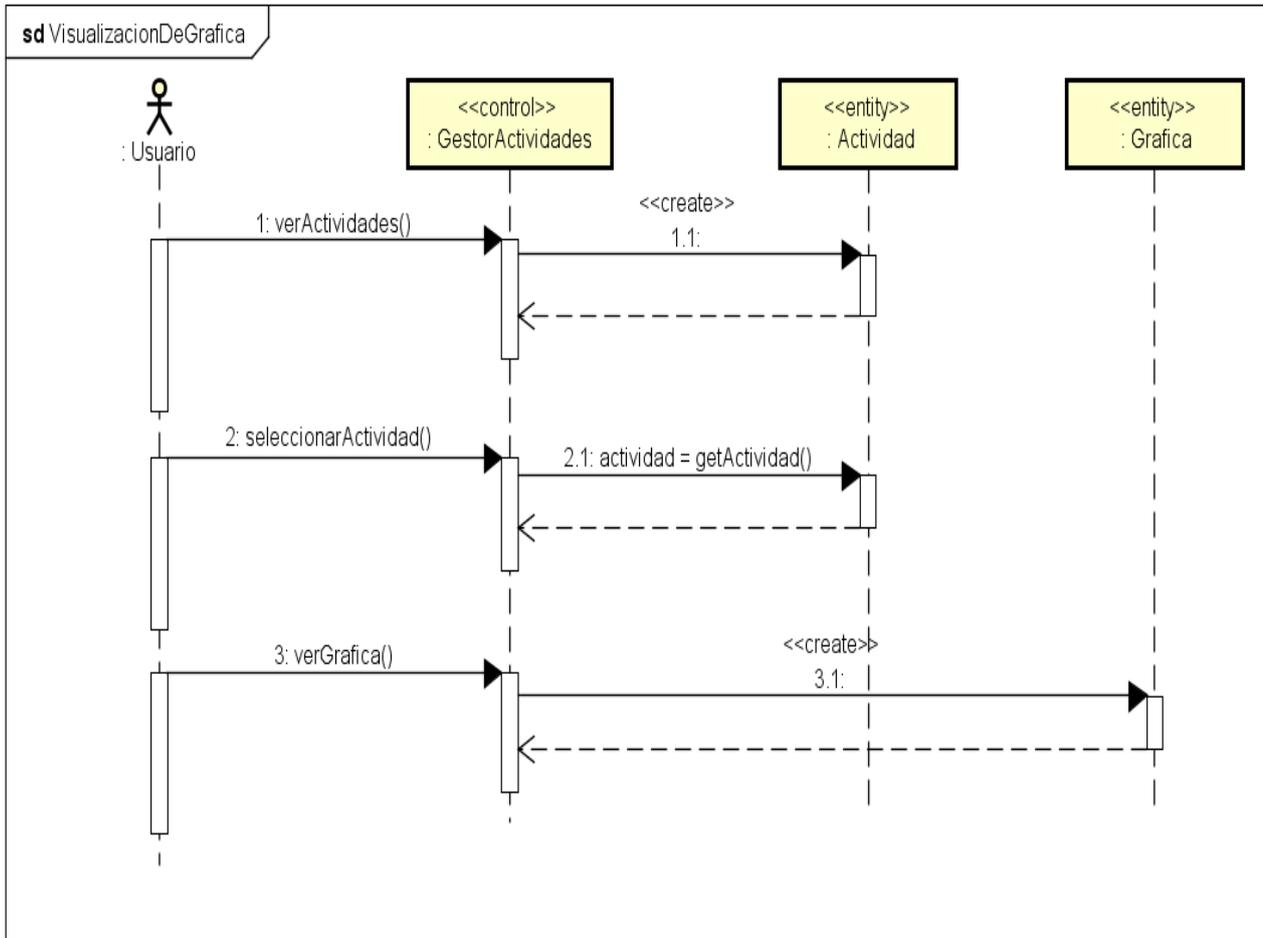 sd VisualizacionDeGrafica
: Usuario
<<control>>
: GestorActividades
<<entity>>
: Actividad
<<entity>>
: Grafica
1: verActividades()
<<create>>
1.1:
2: seleccionarActividad()
2.1: actividad = getActividad()
3: verGrafica()
<<create>>
3.1: